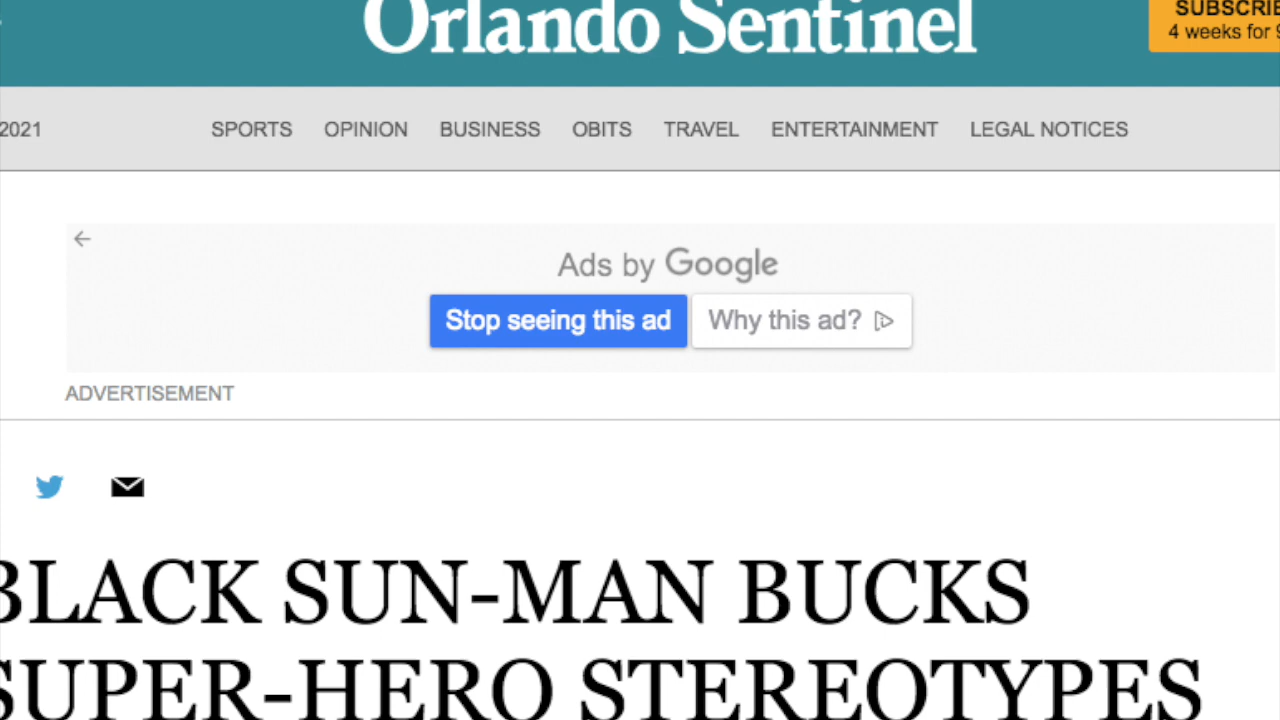 Orlando Sentinel
SUBSCRIBE
4 weeks for 9
2021
SPORTS OPINION BUSINESS OBITS TRAVEL ENTERTAINMENT LEGAL NOTICES
Ads by Google
Stop seeing this ad
Why this ad?
ADVERTISEMENT
BLACK SUN-MAN BUCKS
SUPER-HERO STEREOTYPES